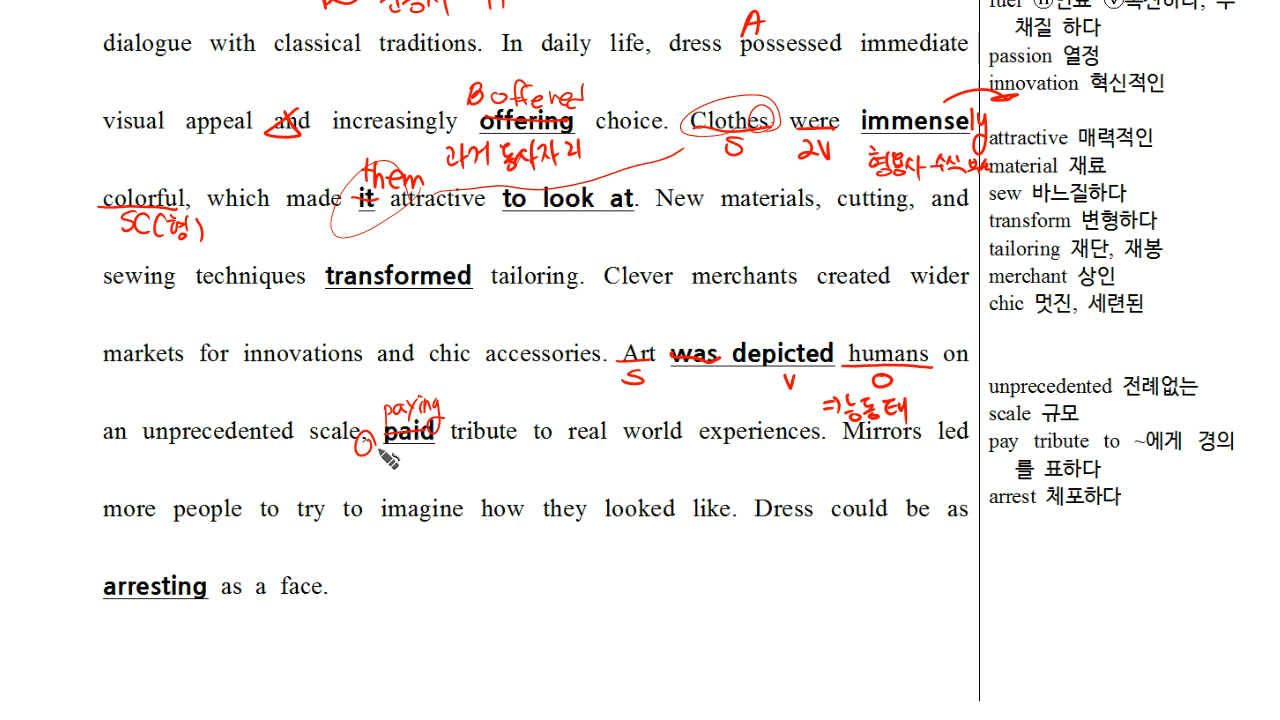 A
dialogue with classical traditions. In daily life, dress possessed immediate
B offered
visual appeal and increasingly offering choice. Clothes were immensely
과거 동사자리 S 2V 형용사 수식
them
colorful, which made it attractive to look at. New materials, cutting, and
SC(형)
sewing techniques transformed tailoring. Clever merchants created wider
markets for innovations and chic accessories. Art was depicted humans on
S V O
⇒능동태
paying
an unprecedented scale, paid tribute to real world experiences. Mirrors led
more people to try to imagine how they looked like. Dress could be as
arresting as a face.
채질 하다
passion 열정
innovation 혁신적인
attractive 매력적인
material 재료
sew 바느질하다
transform 변형하다
tailoring 재단, 재봉
merchant 상인
chic 멋진, 세련된
unprecedented 전례없는
scale 규모
pay tribute to ~에게 경의
를 표하다
arrest 체포하다